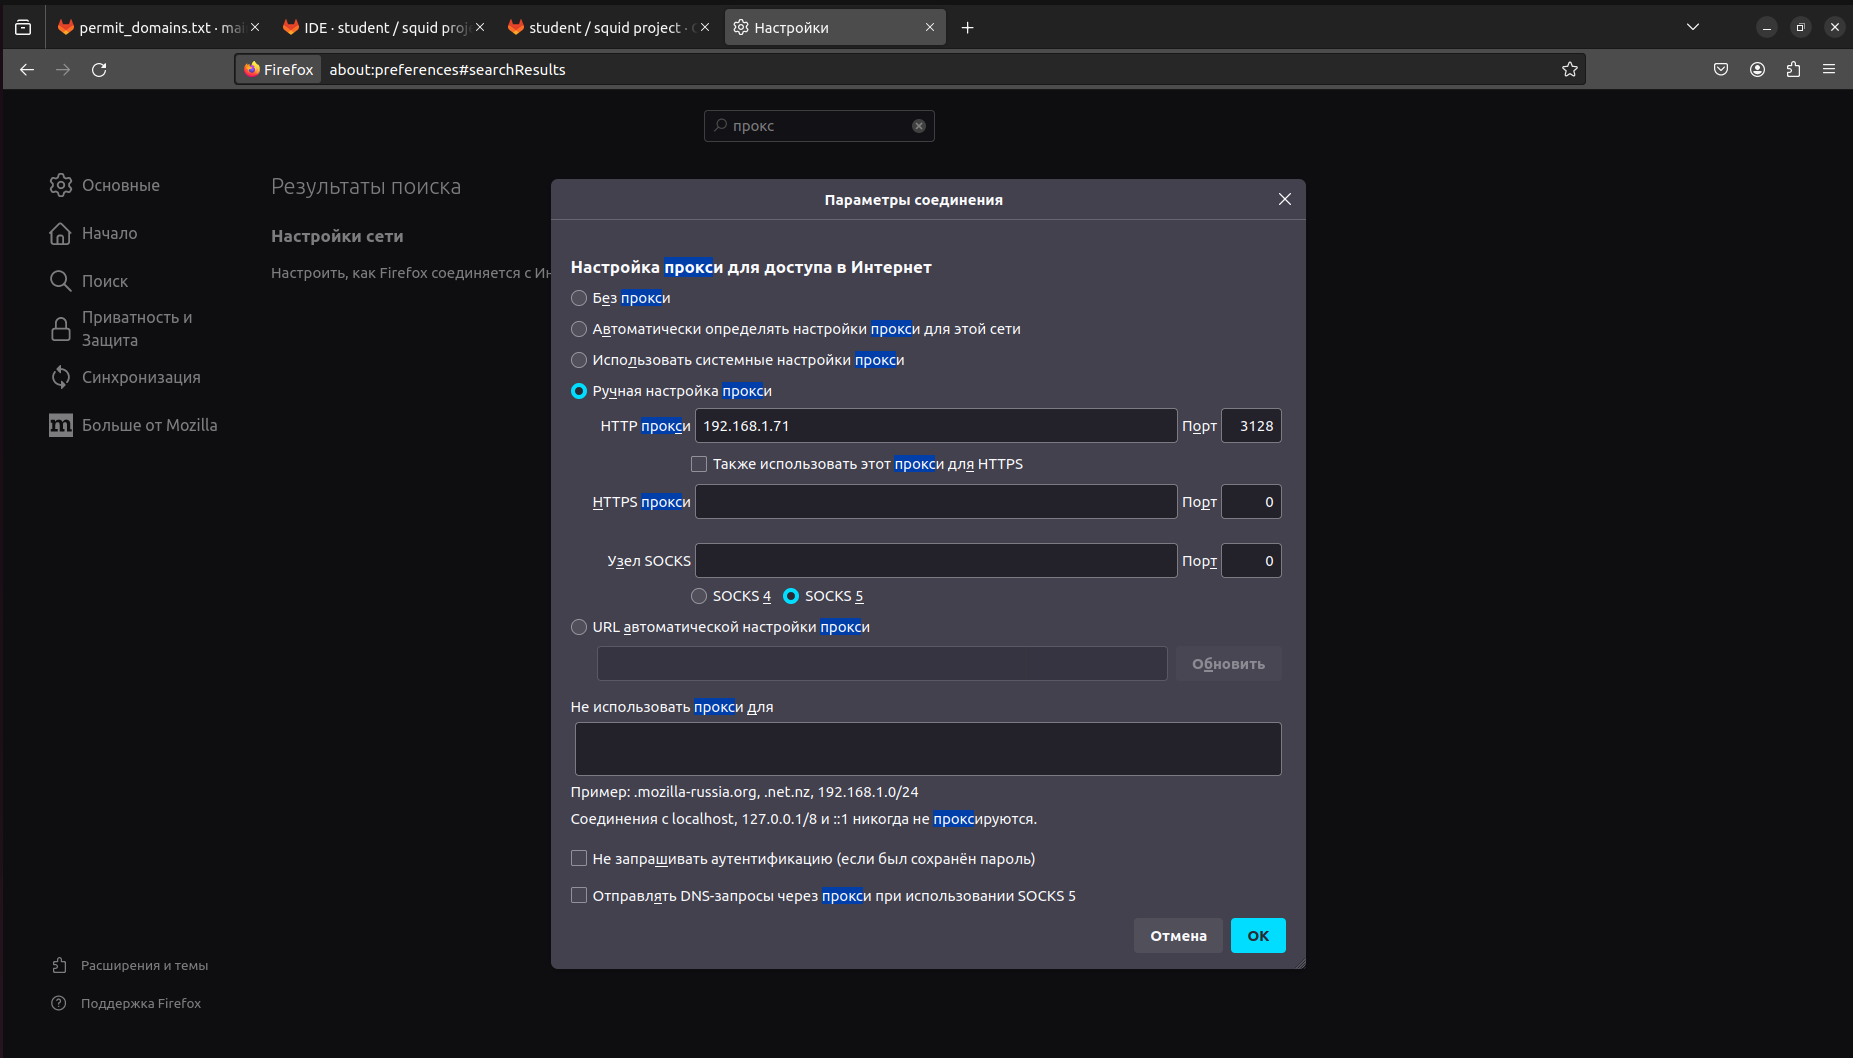 permit_domains.txt · mai
IDE · student / squid proj
student / squid project ·
Настройки
Firefox
about:preferences#searchResults
прокс
Основные
Начало
Поиск
Приватность и
Защита
Синхронизация
Больше от Mozilla
Результаты поиска
Настройки сети
Настроить, как Firefox соединяется с Ин
Параметры соединения
Настройка прокси для доступа в Интернет
Без прокси
Автоматически определять настройки прокси для этой сети
Использовать системные настройки прокси
Ручная настройка прокси
HTTP прокси 192.168.1.71 Порт 3128
Также использовать этот прокси для HTTPS
HTTPS прокси Порт 0
Узел SOCKS Порт 0
SOCKS 4 SOCKS 5
URL автоматической настройки прокси
Обновить
Не использовать прокси для
Пример: .mozilla-russia.org, .net.nz, 192.168.1.0/24
Соединения с localhost, 127.0.0.1/8 и ::1 никогда не проксируются.
Не запрашивать аутентификацию (если был сохранён пароль)
Отправлять DNS-запросы через прокси при использовании SOCKS 5
Отмена
OK
Расширения и темы
Поддержка Firefox